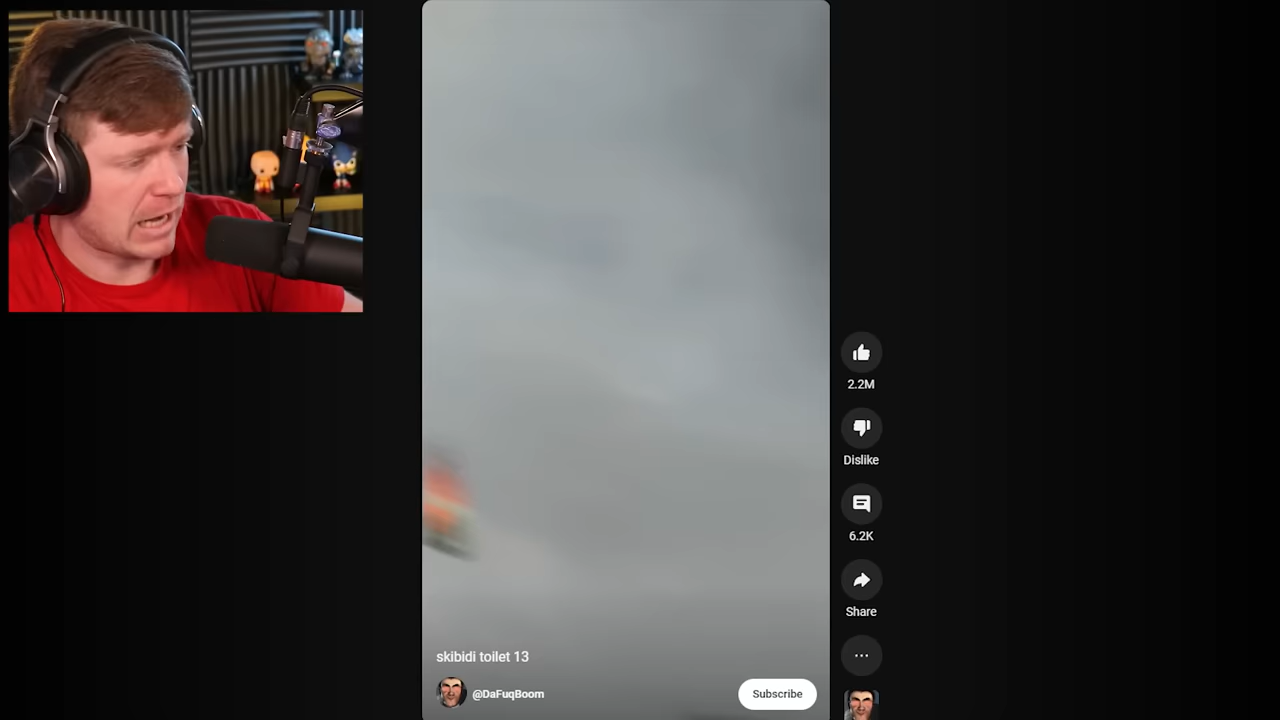 2.2M
Dislike
6.2K
Share
skibidi toilet 13
@DaFuqBoom
Subscribe